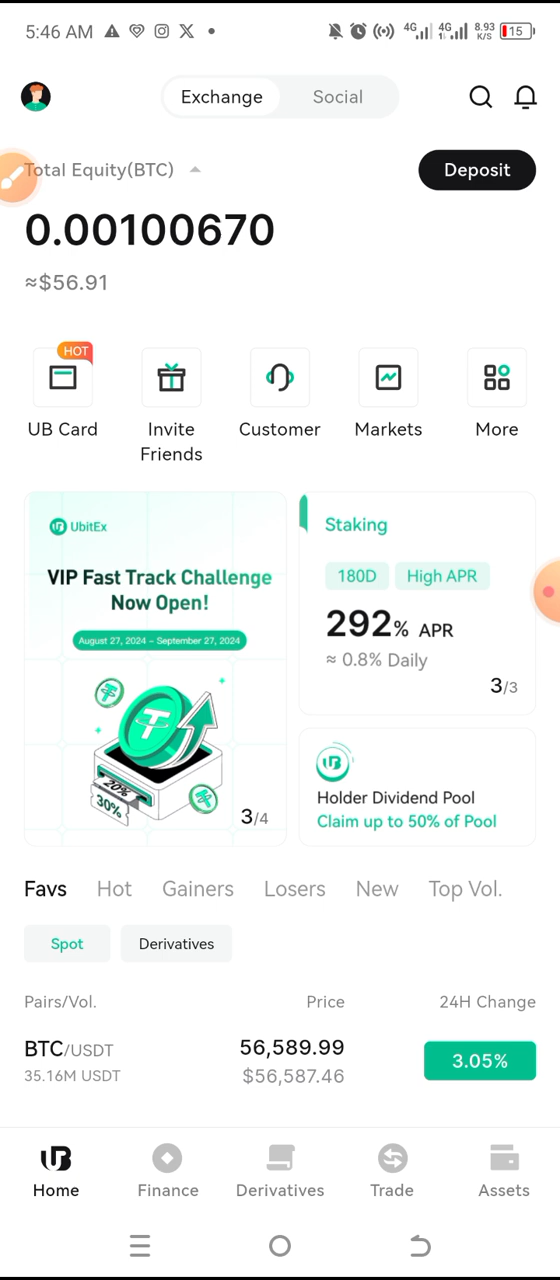 5:46 AM
4G 4G 8.93 K/S 15
Exchange Social
Total Equity(BTC)
Deposit
0.00100670
≈$56.91
HOT
UB Card
Invite Friends
Customer
Markets
More
UbitEx
VIP Fast Track Challenge
Now Open!
August 27, 2024 – September 27, 2024
20%
30%
3/4
Staking
180D High APR
292% APR
≈ 0.8% Daily
3/3
Holder Dividend Pool
Claim up to 50% of Pool
Favs Hot Gainers Losers New Top Vol.
Spot Derivatives
Pairs/Vol. Price 24H Change
BTC/USDT 56,589.99 3.05%
35.16M USDT $56,587.46
Home Finance Derivatives Trade Assets